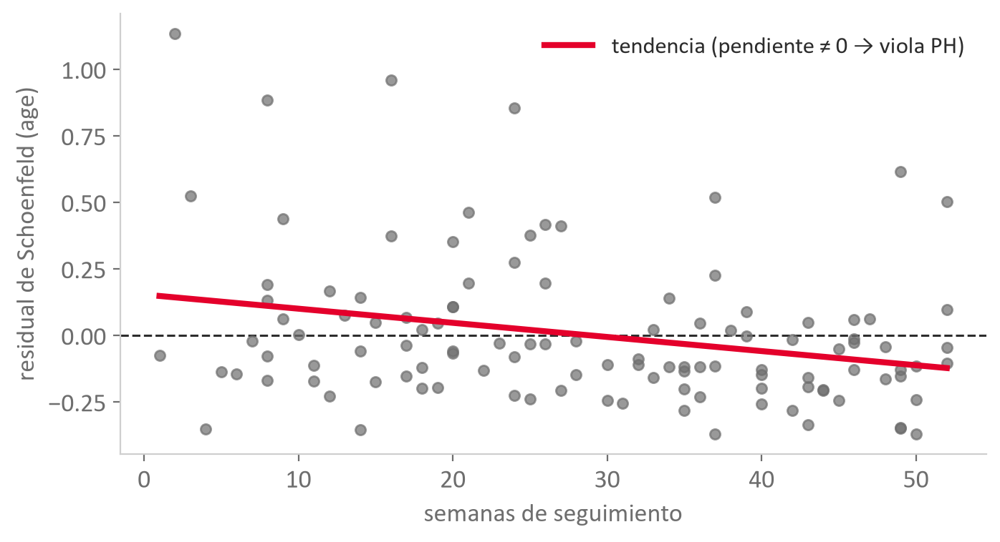 tendencia (pendiente ≠ 0 → viola PH)
residual de Schoenfeld (age)
1.00
0.75
0.50
0.25
0.00
−0.25
0 10 20 30 40 50
semanas de seguimiento